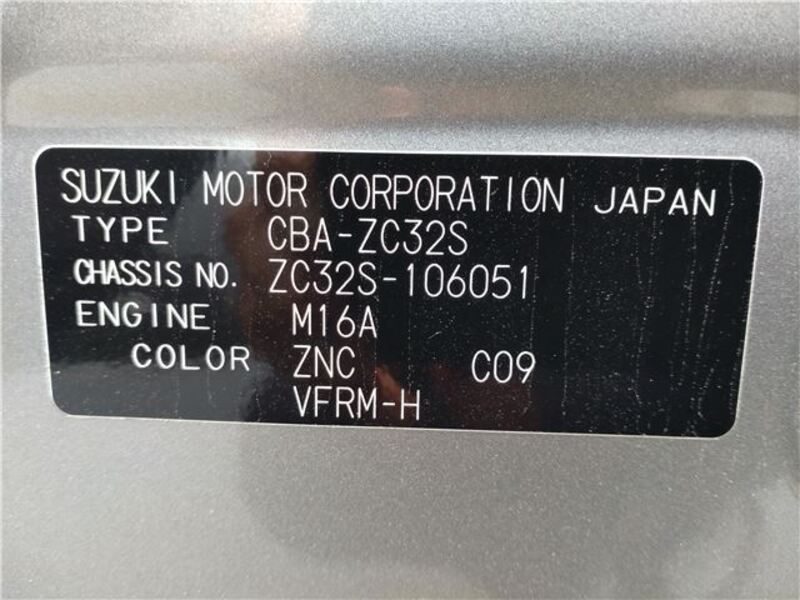 SUZUKI MOTOR CORPORATION JAPAN
TYPE CBA-ZC32S
CHASSIS NO. ZC32S-106051
ENGINE M16A
COLOR ZNC C09
VFRM-H